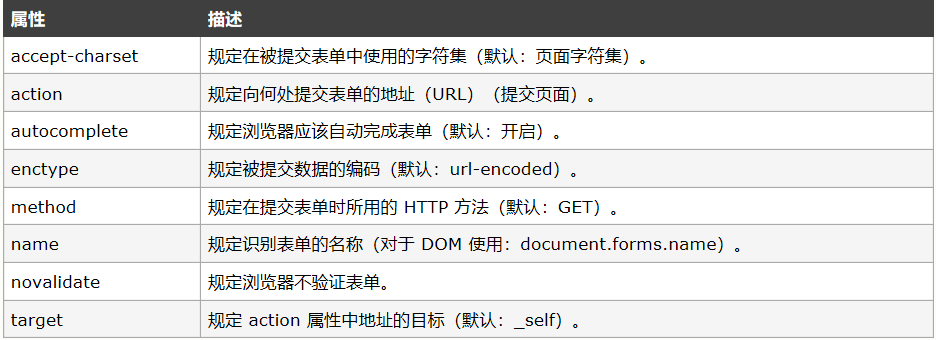 属性 描述
accept-charset 规定在被提交表单中使用的字符集（默认：页面字符集）。
action 规定向何处提交表单的地址（URL）（提交页面）。
autocomplete 规定浏览器应该自动完成表单（默认：开启）。
enctype 规定被提交数据的编码（默认：url-encoded）。
method 规定在提交表单时所用的 HTTP 方法（默认：GET）。
name 规定识别表单的名称（对于 DOM 使用：document.forms.name）。
novalidate 规定浏览器不验证表单。
target 规定 action 属性中地址的目标（默认：_self）。